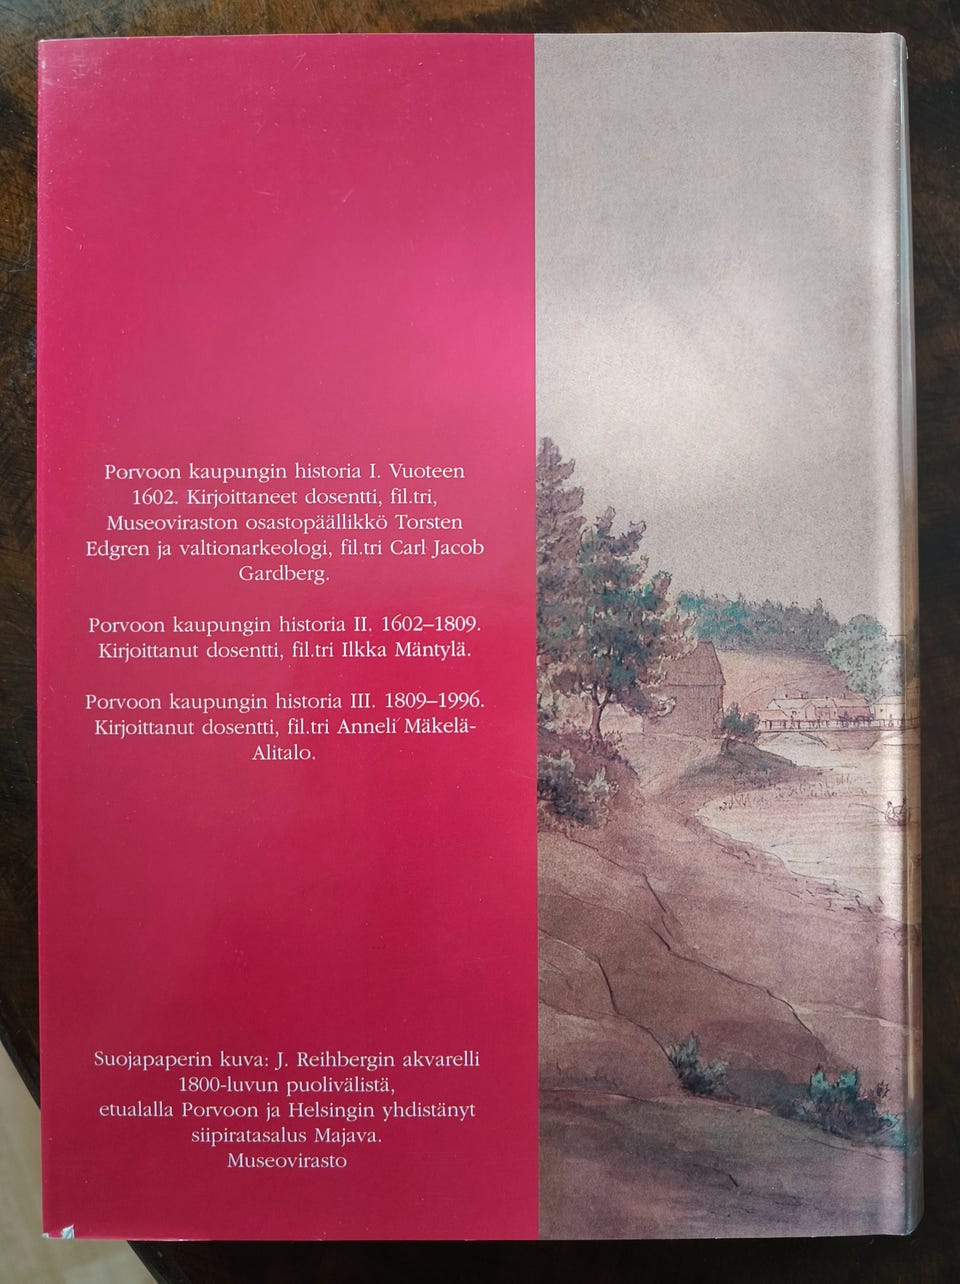 Porvoon kaupungin historia I. Vuoteen
1602. Kirjoittaneet dosentti, fil.tri,
Museoviraston osastopäällikkö Torsten
Edgren ja valtionarkeologi, fil.tri Carl Jacob
Gardberg.
Porvoon kaupungin historia II. 1602–1809.
Kirjoittanut dosentti, fil.tri Ilkka Mäntylä.
Porvoon kaupungin historia III. 1809–1996.
Kirjoittanut dosentti, fil.tri Anneli Mäkelä-
Alitalo.
Suojapaperin kuva: J. Reihbergin akvarelli
1800-luvun puolivälistä,
etualalla Porvoon ja Helsingin yhdistänyt
siipiratasalus Majava.
Museovirasto